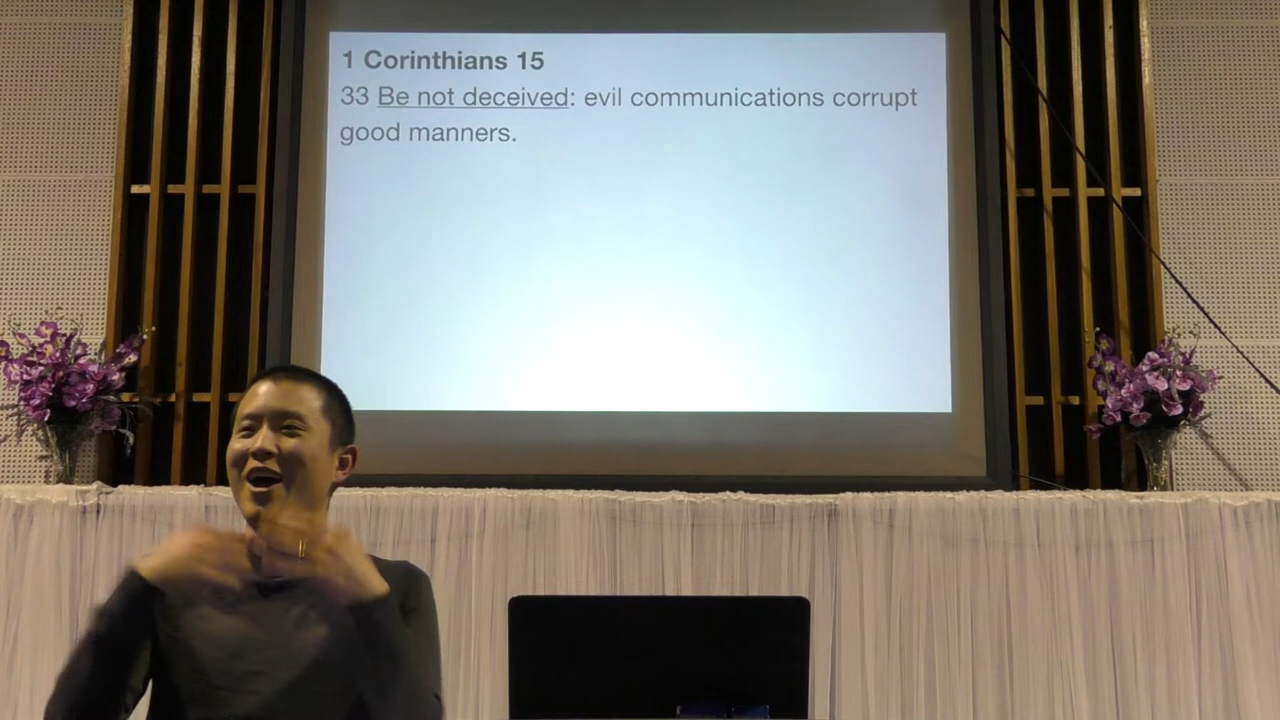 1 Corinthians 15
33 Be not deceived: evil communications corrupt
good manners.